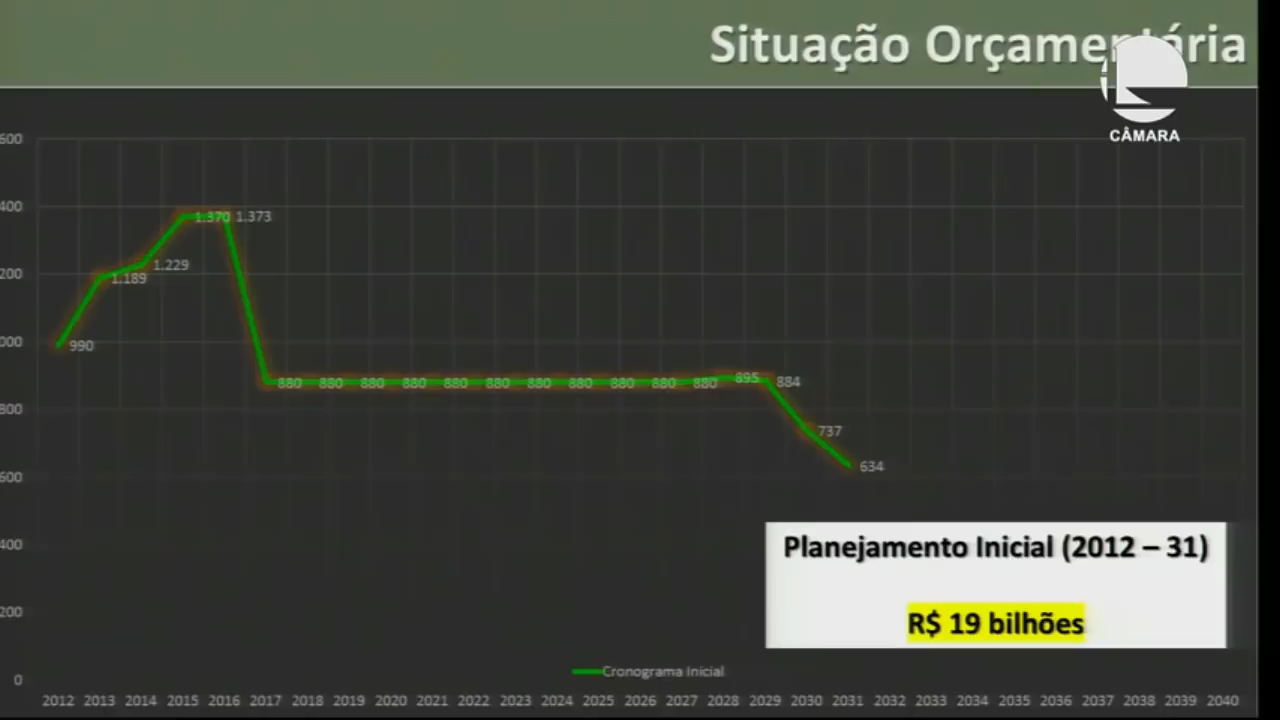 Situação Orçamentária
CÂMARA
600
400
1.370 1.373
1.229
1.189
200
990
000
880 880 880 880 880 880 880 880 880 880 880 895 884
800
737
634
600
400
Planejamento Inicial (2012 – 31)
R$ 19 bilhões
200
0
Cronograma Inicial
2012 2013 2014 2015 2016 2017 2018 2019 2020 2021 2022 2023 2024 2025 2026 2027 2028 2029 2030 2031 2032 2033 2034 2035 2036 2037 2038 2039 2040